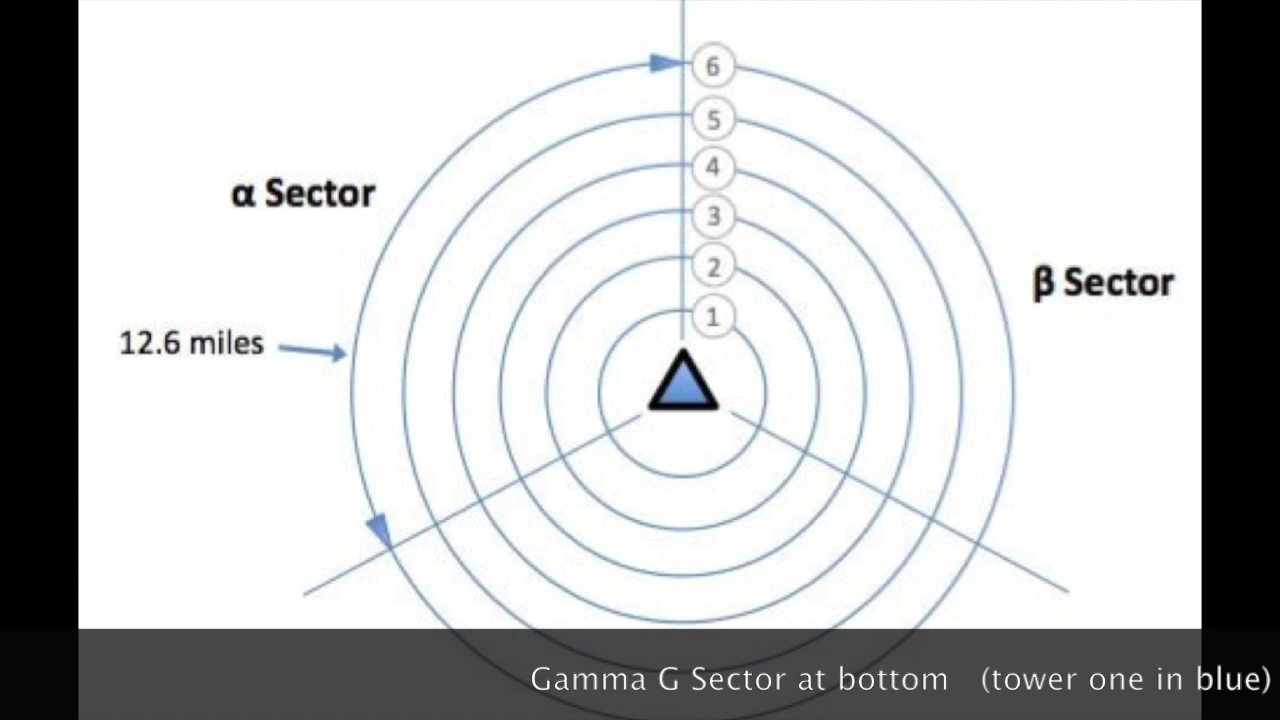 6
5
α Sector
4
3
2
β Sector
1
12.6 miles
Gamma G Sector at bottom (tower one in blue)